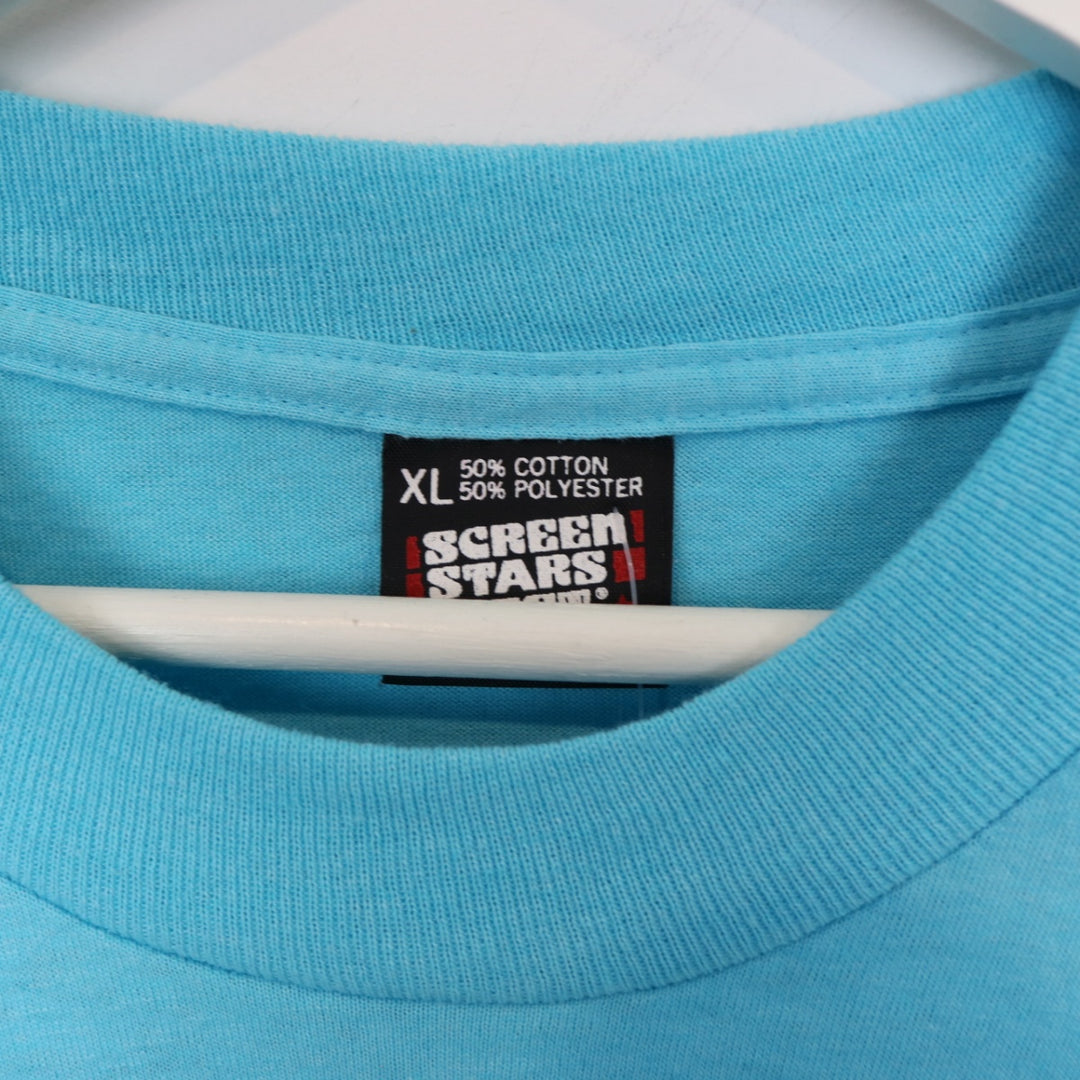 XL 50% COTTON
50% POLYESTER
SCREEN
STARS
®